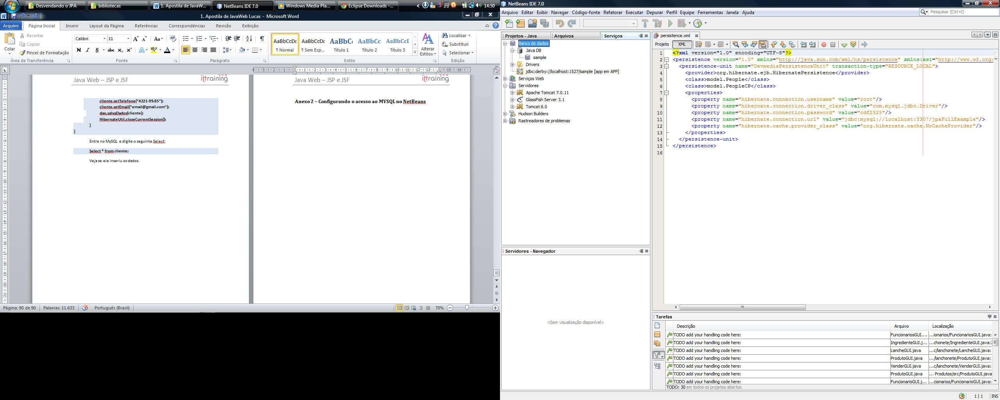 Desvendando o JPA
bibliotecas
1. Apostila de JavaW...
NetBeans IDE 7.0
Windows Media Pla...
Eclipse Downloads -...
14:50
1. Apostila de JavaWeb Lucas - Microsoft Word
Arquivo Página Inicial Inserir Layout da Página Referências Correspondências Revisão Exibição
Colar
Recortar
Copiar
Pincel de Formatação
Área de Transferência
Calibri 11
N I S abc x₂ x²
Fonte
Parágrafo
AaBbCcDc AaBbCcDc AaBbC AaBbCc AaBbCcI
¶ Normal ¶ Sem Esp... Título 1 Título 2 Título 3
Alterar Estilos
Estilo
Localizar
Substituir
Selecionar
Edição
Java Web – JSP e JSF
ittraining
cliente.setTelefone("4221-99.85");
cliente.setEmail("email@gmail.com");
dao.salvaDados(cliente);
HibernateUtil.closeCurrentSession();
}
}
Entre no MySQL e digite o seguinte Select:
Select * from cliente;
Veja se ele inseriu os dados.
Java Web – JSP e JSF
ittraining
Anexo 2 – Configurando o acesso ao MYSQL no NetBeans
Página: 90 de 90 Palavras: 11.633 Português (Brasil) 70%
NetBeans IDE 7.0
Arquivo Editar Exibir Navegar Código-fonte Refatorar Executar Depurar Perfil Equipe Ferramentas Janela Ajuda
Pesquisar (Ctrl+I)
Projetos - Java Arquivos Serviços
Banco de dados
Java DB
sample
Drivers
jdbc:derby://localhost:1527/sample [app em APP]
Serviços Web
Servidores
Apache Tomcat 7.0.11
GlassFish Server 3.1
Tomcat 6.0
Hudson Builders
Rastreadores de problemas
Servidores - Navegador
<Sem visualização disponível>
persistence.xml
Projeto XML
1 <?xml version="1.0" encoding="UTF-8"?>
2 <persistence version="1.0" xmlns="http://java.sun.com/xml/ns/persistence" xmlns:xsi="http://www.w3.org/
3 <persistence-unit name="DevmediaPersistenceUnit" transaction-type="RESOURCE_LOCAL">
4 <provider>org.hibernate.ejb.HibernatePersistence</provider>
5 <class>model.People</class>
6 <class>model.PeopleCP</class>
7 <properties>
8 <property name="hibernate.connection.username" value="root"/>
9 <property name="hibernate.connection.driver_class" value="com.mysql.jdbc.Driver"/>
10 <property name="hibernate.connection.password" value="cdf2525"/>
11 <property name="hibernate.connection.url" value="jdbc:mysql://localhost:3307/jpaFullExample"/>
12 <property name="hibernate.cache.provider_class" value="org.hibernate.cache.NoCacheProvider"/>
13 </properties>
14 </persistence-unit>
15 </persistence>
16
Tarefas
Descrição Arquivo Localização
TODO add your handling code here: FuncionariosGUI.... ...ionarios/FuncionariosGUI.java:
TODO add your handling code here: IngredienteGUI.j... ...chonete/IngredienteGUI.java:
TODO add your handling code here: LancheGUI.java ...c/lanchonete/LancheGUI.java:
TODO add your handling code here: ProdutoGUI.java .../lanchonete/ProdutoGUI.java:
TODO add your handling code here: VenderGUI.java ...c/lanchonete/VenderGUI.java:
TODO add your handling code here: ProdutoGUI.java ... Produtos/src/ProdutoGUI.java
TODO add your handling code here: FuncionarioGUI.j... ...cionarios/FuncionarioGUI.java:
TODO: 30 em todos os projetos abertos
1 | 1 INS